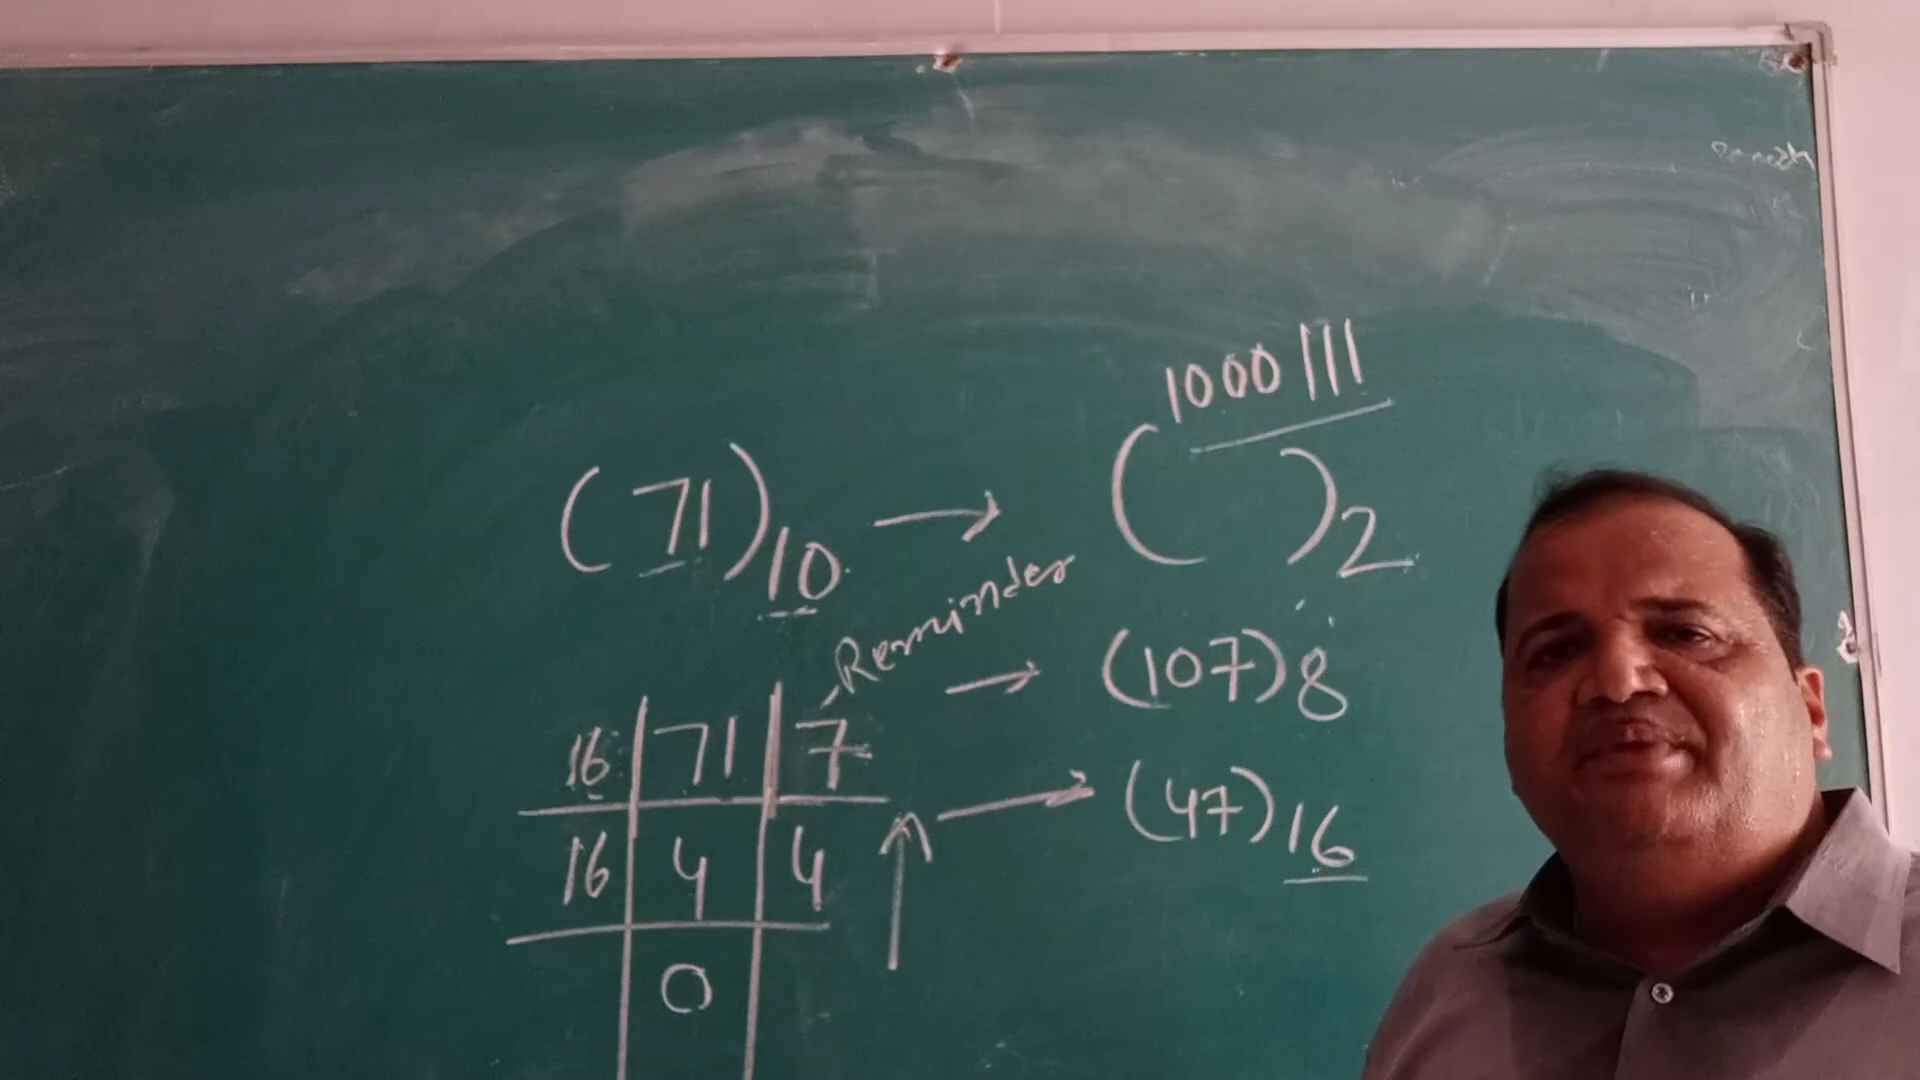 1000111
(71)10 → ( )2
Reminder
→ (107)8
16 71 7
→ (47)16
16 4 4
0